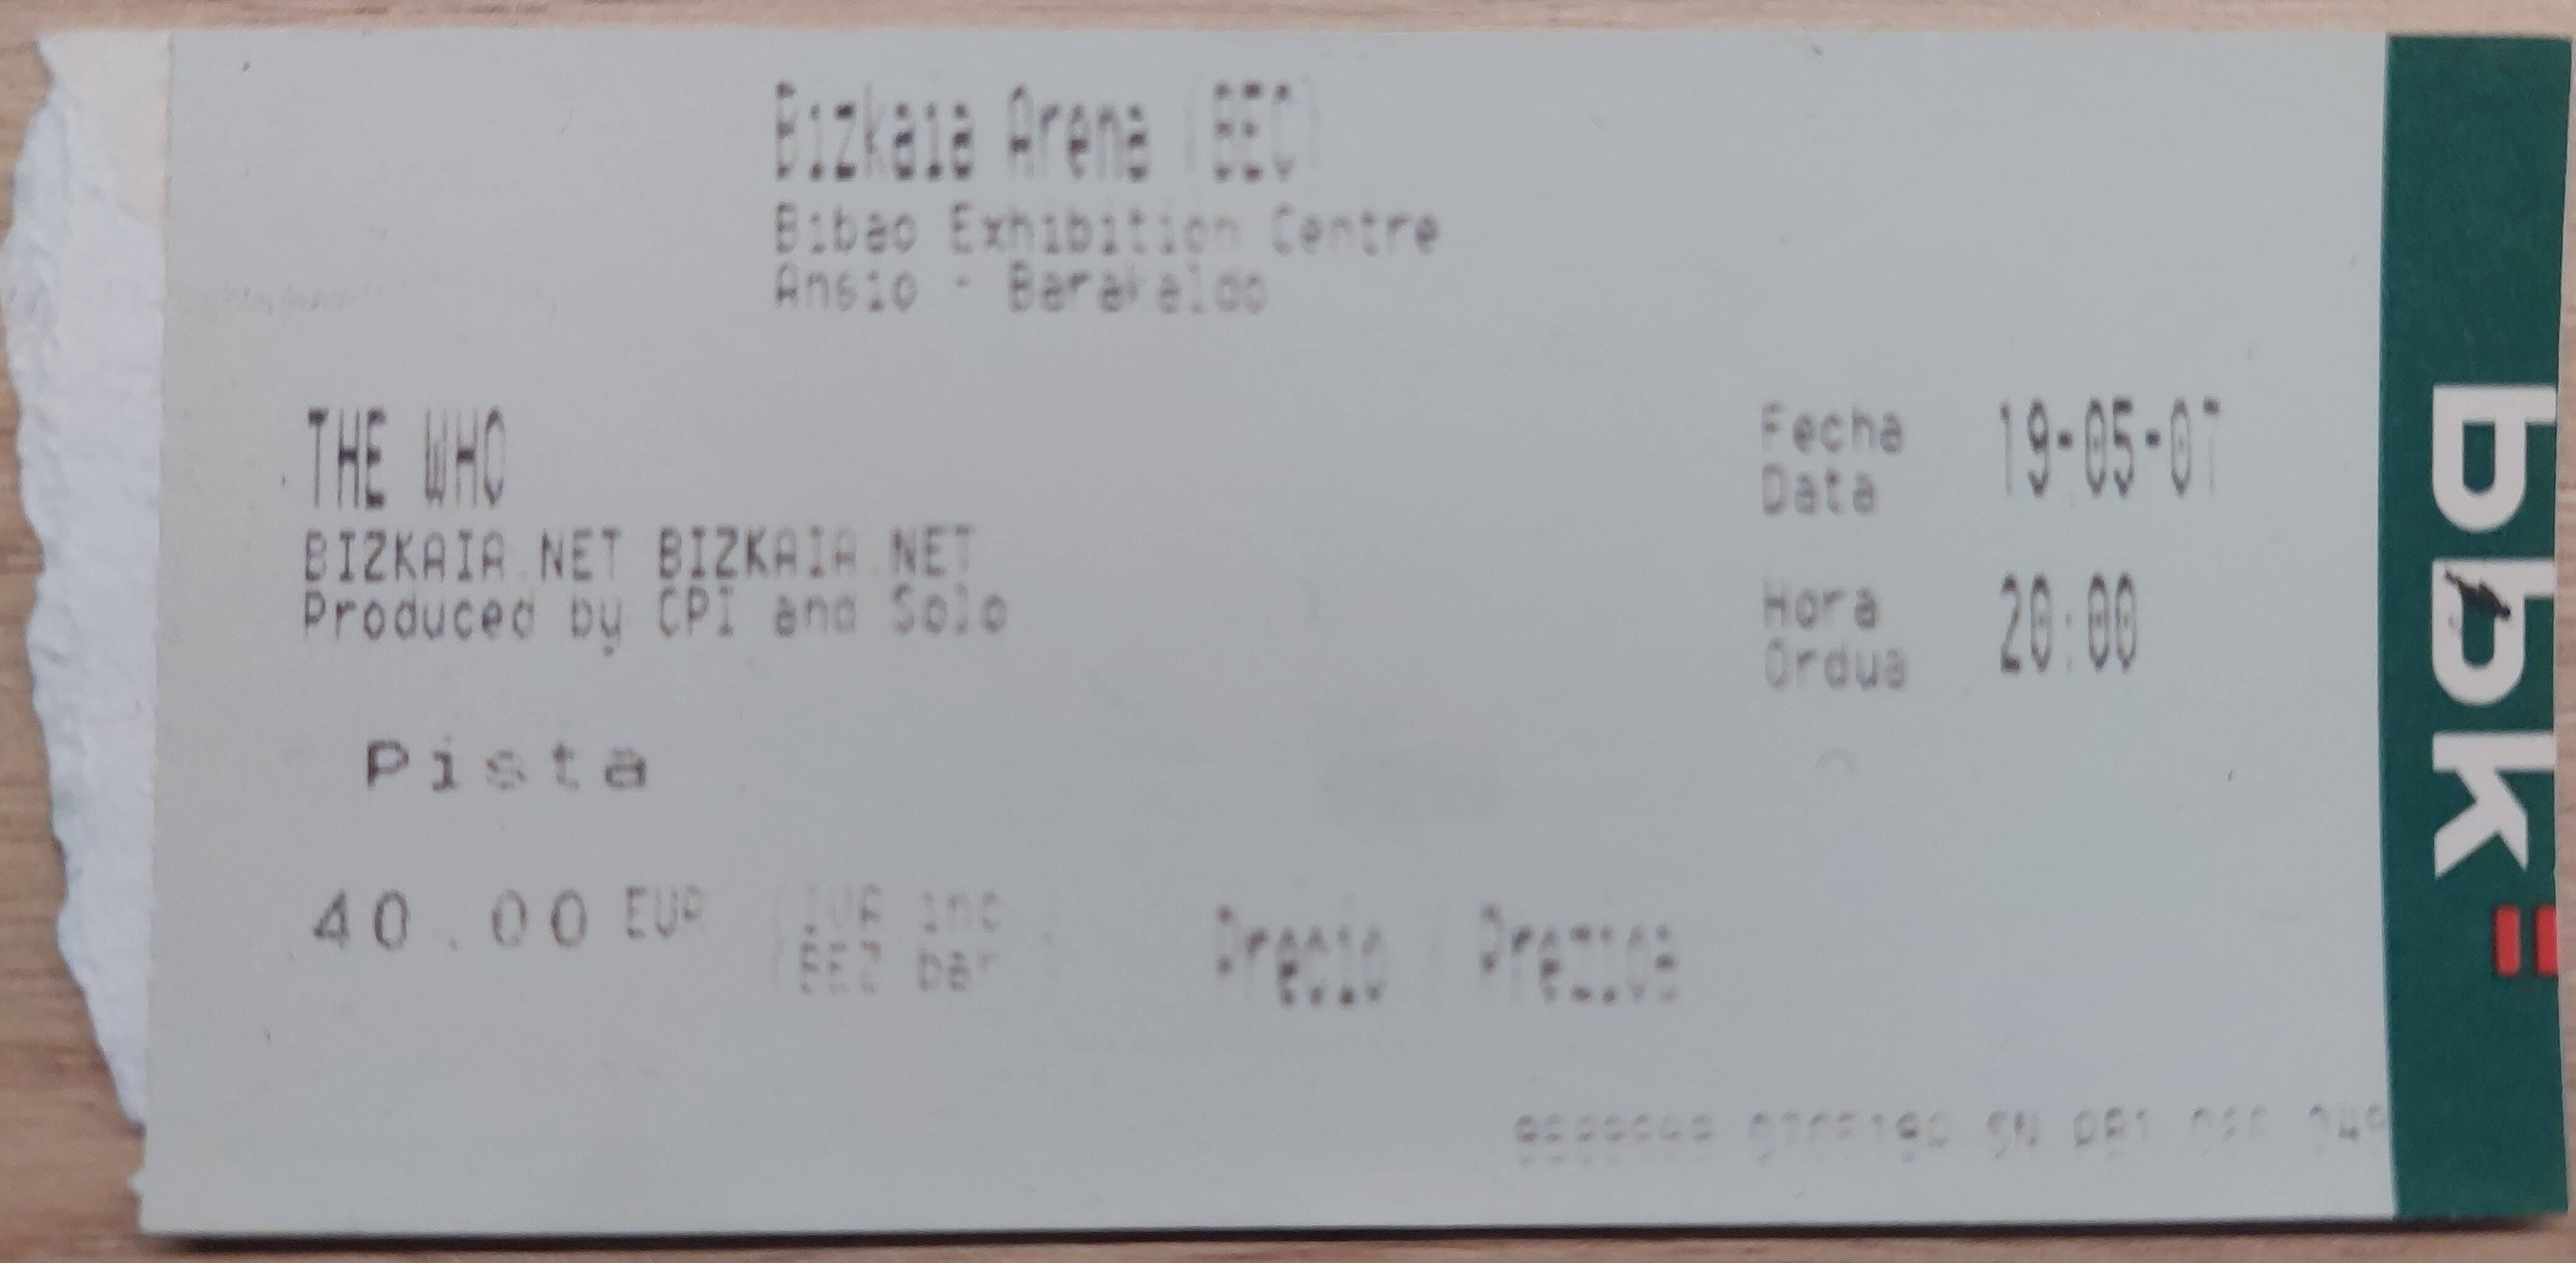 Bizkaia Arena (BEC)
Bibao Exhibition Centre
Ansio - Barakaldo
THE WHO
BIZKAIA.NET BIZKAIA.NET
Produced by CPI and Solo
Fecha
Data
19-05-07
Hora
Ordua
20:00
Pista
40.00 EUR
(IVA inc
BEZ bar)
Precio / Prezioa
bbk